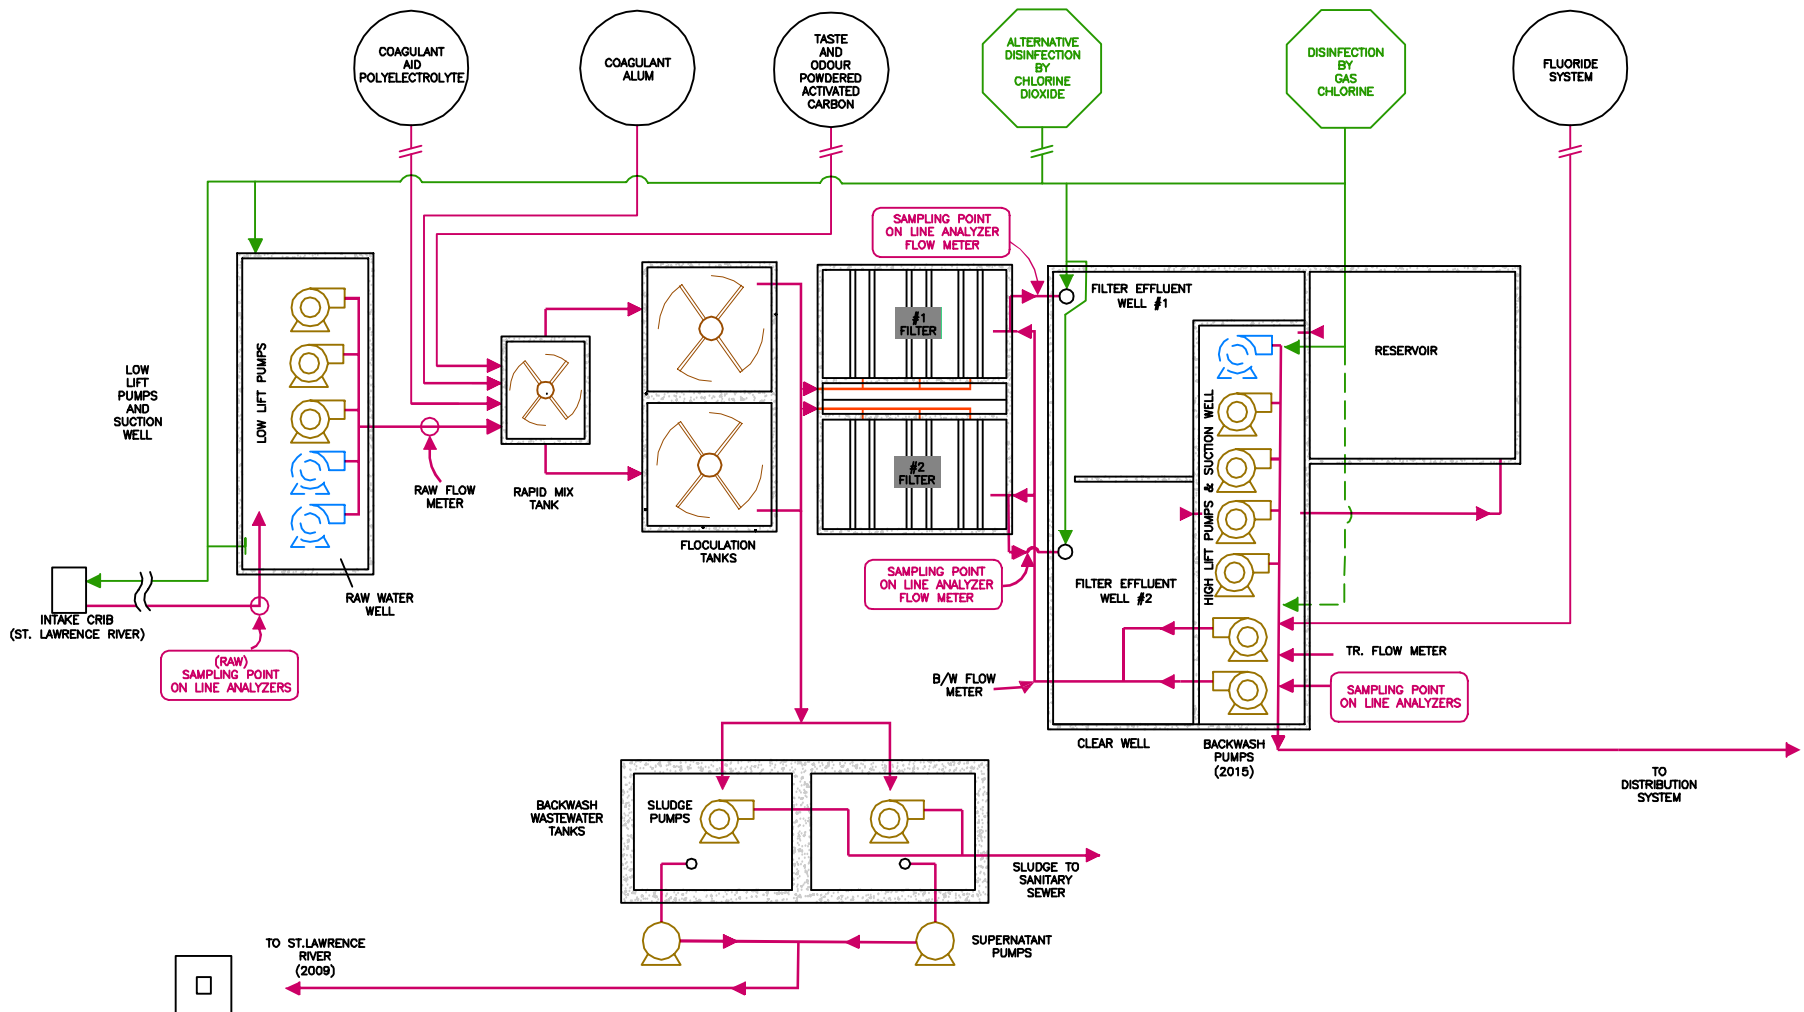 COAGULANT
AID
POLYELECTROLYTE
COAGULANT
ALUM
TASTE
AND
ODOUR
POWDERED
ACTIVATED
CARBON
ALTERNATIVE
DISINFECTION
BY
CHLORINE
DIOXIDE
DISINFECTION
BY
GAS
CHLORINE
FLUORIDE
SYSTEM
SAMPLING POINT
ON LINE ANALYZER
FLOW METER
LOW
LIFT
PUMPS
AND
SUCTION
WELL
LOW LIFT PUMPS
RAW FLOW
METER
RAPID MIX
TANK
FLOCULATION
TANKS
#1
FILTER
#2
FILTER
FILTER EFFLUENT
WELL #1
RESERVOIR
HIGH LIFT PUMPS & SUCTION WELL
SAMPLING POINT
ON LINE ANALYZER
FLOW METER
FILTER EFFLUENT
WELL #2
RAW WATER
WELL
INTAKE CRIB
(ST. LAWRENCE RIVER)
(RAW)
SAMPLING POINT
ON LINE ANALYZERS
B/W FLOW
METER
TR. FLOW METER
SAMPLING POINT
ON LINE ANALYZERS
CLEAR WELL
BACKWASH
PUMPS
(2015)
TO
DISTRIBUTION
SYSTEM
BACKWASH
WASTEWATER
TANKS
SLUDGE
PUMPS
SLUDGE TO
SANITARY
SEWER
TO ST.LAWRENCE
RIVER
(2009)
SUPERNATANT
PUMPS